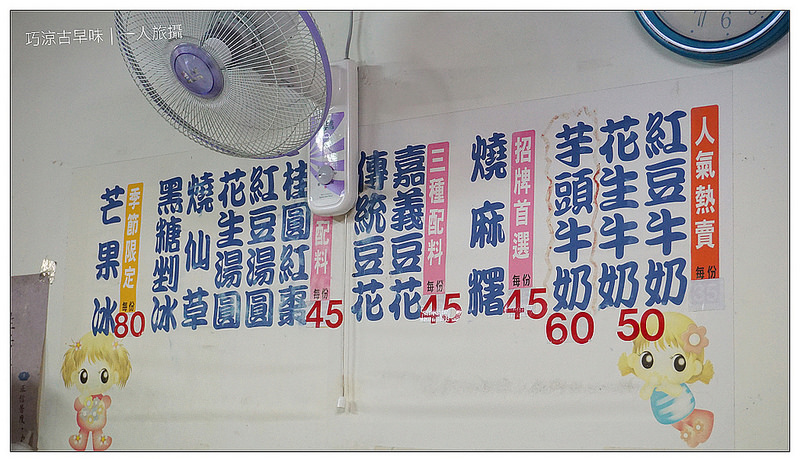 巧涼古早味 | 一人旅攝
人氣熱賣
每份
紅豆牛奶
花生牛奶
50
芋頭牛奶
60
招牌首選
每份
45
燒麻糬
三種配料
每份
45
嘉義豆花
傳統豆花
配料
每份
45
桂圓紅棗
紅豆湯圓
花生湯圓
燒仙草
黑糖剉冰
季節限定
每份
80
芒果冰